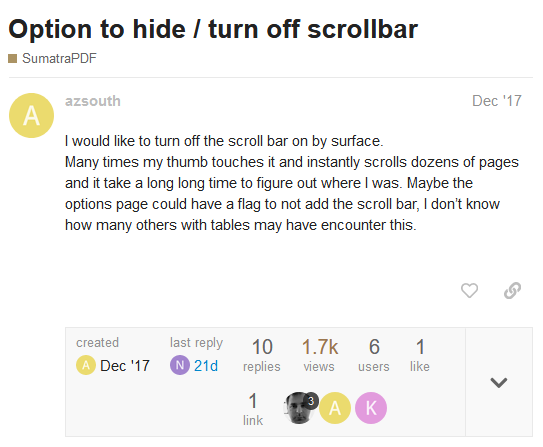 Option to hide / turn off scrollbar
SumatraPDF
A
azsouth
Dec '17
I would like to turn off the scroll bar on by surface.
Many times my thumb touches it and instantly scrolls dozens of pages
and it take a long long time to figure out where I was. Maybe the
options page could have a flag to not add the scroll bar, I don’t know
how many others with tables may have encounter this.
created
last reply
10
1.7k
6
1
A Dec '17
N 21d
replies
views
users
like
1
link
3
A
K